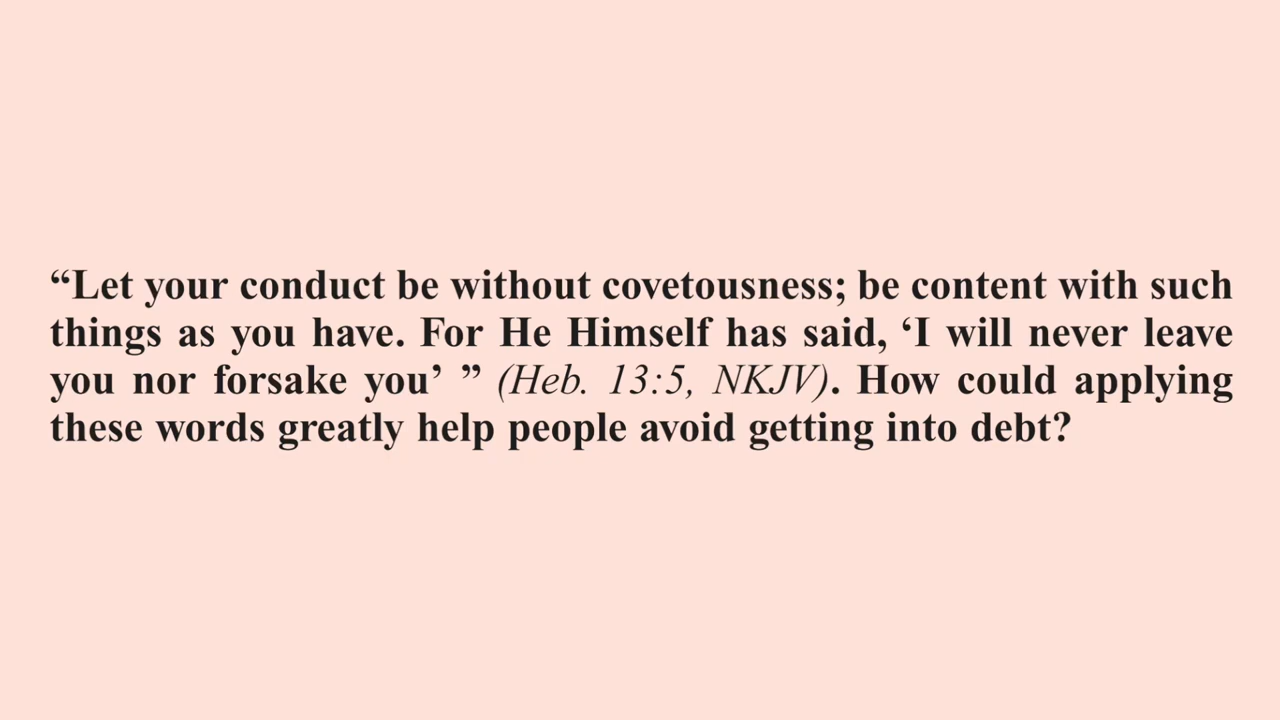 “Let your conduct be without covetousness; be content with such
things as you have. For He Himself has said, ‘I will never leave
you nor forsake you’ ” (Heb. 13:5, NKJV). How could applying
these words greatly help people avoid getting into debt?